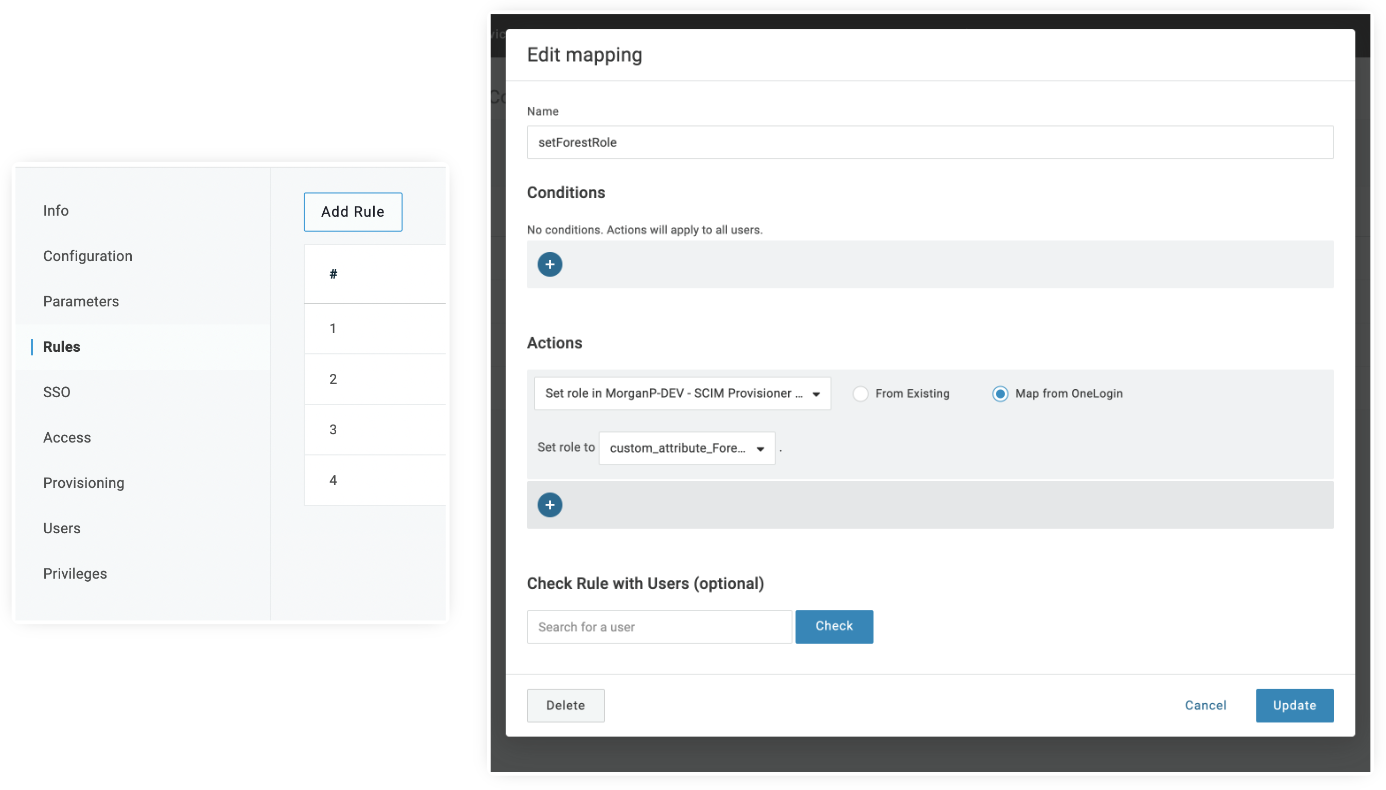 Info
Configuration
Parameters
Rules
SSO
Access
Provisioning
Users
Privileges
Add Rule
#
1
2
3
4
Edit mapping
Name
setForestRole
Conditions
No conditions. Actions will apply to all users.
+
Actions
Set role in MorganP-DEV - SCIM Provisioner ... From Existing Map from OneLogin
Set role to custom_attribute_Fore... .
+
Check Rule with Users (optional)
Search for a user Check
Delete Cancel Update